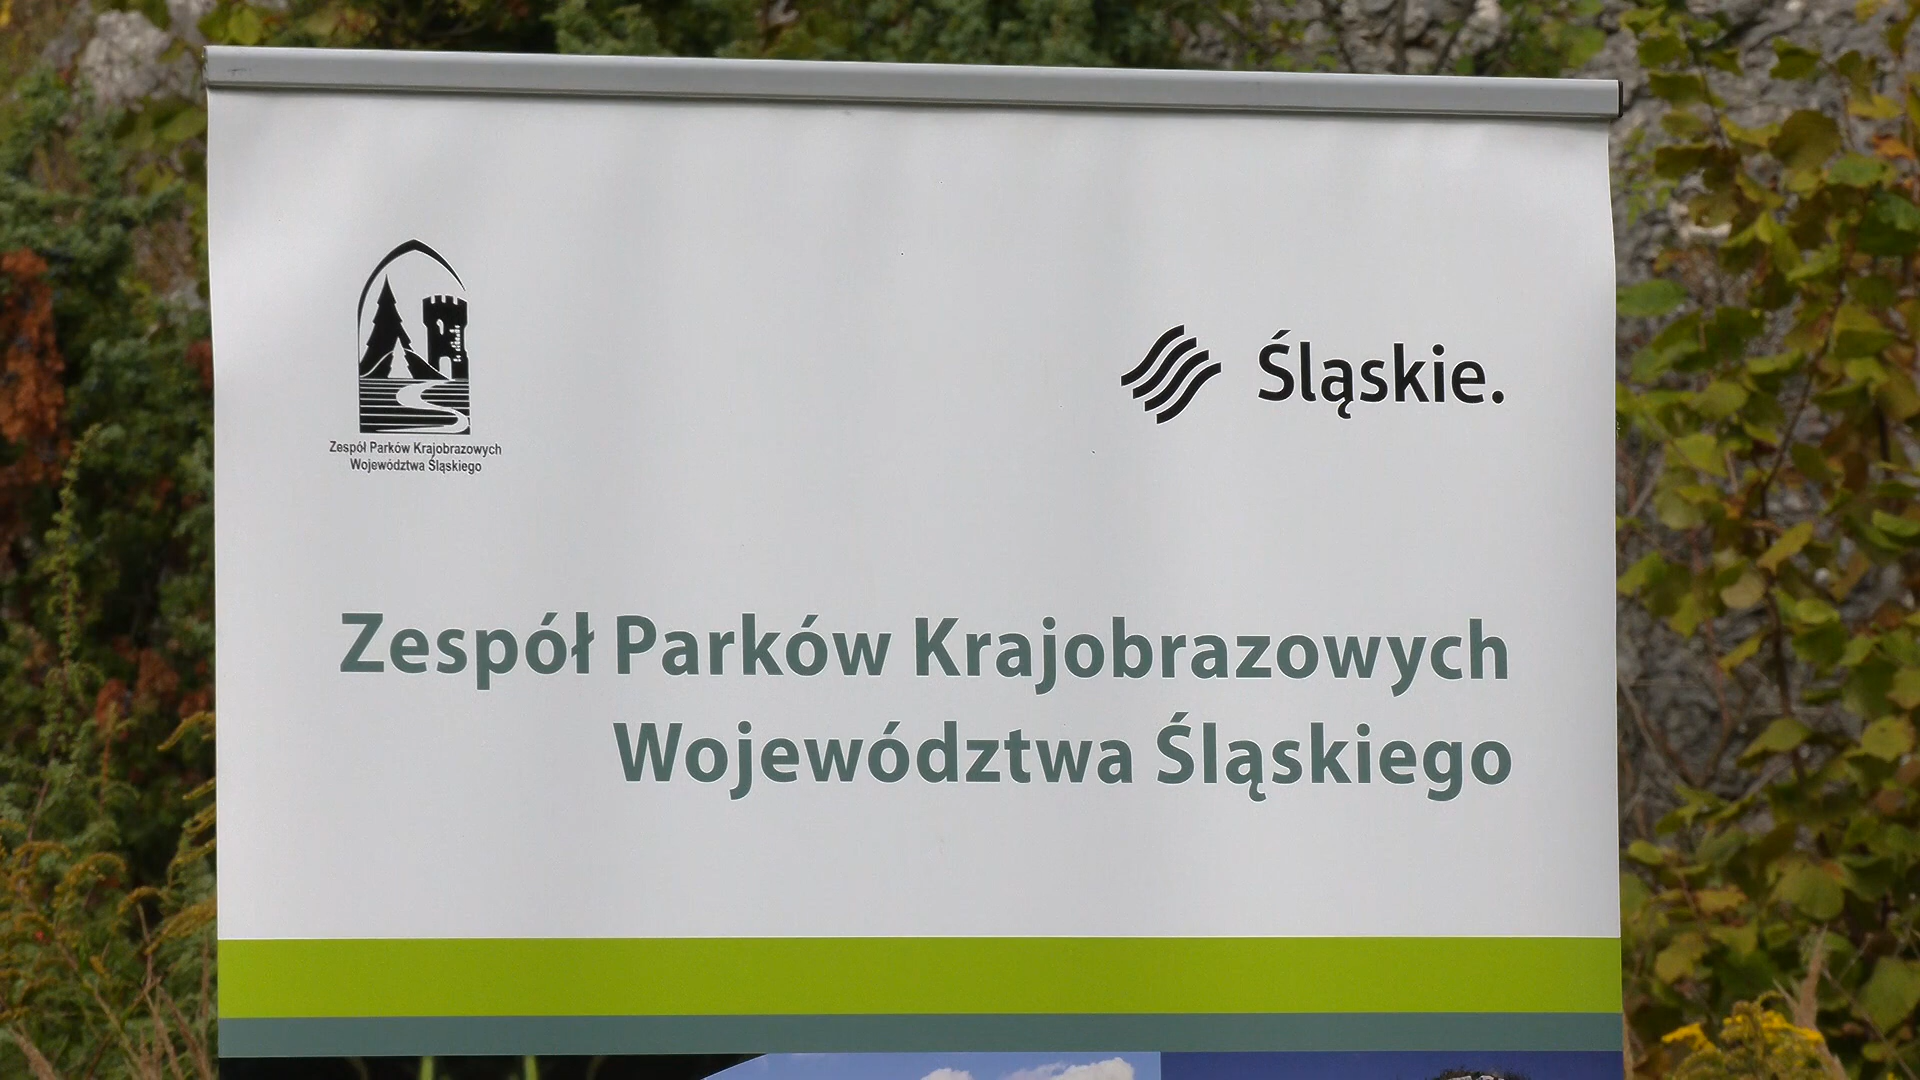 Zespół Parków Krajobrazowych
Województwa Śląskiego
Śląskie.
Zespół Parków Krajobrazowych
Województwa Śląskiego